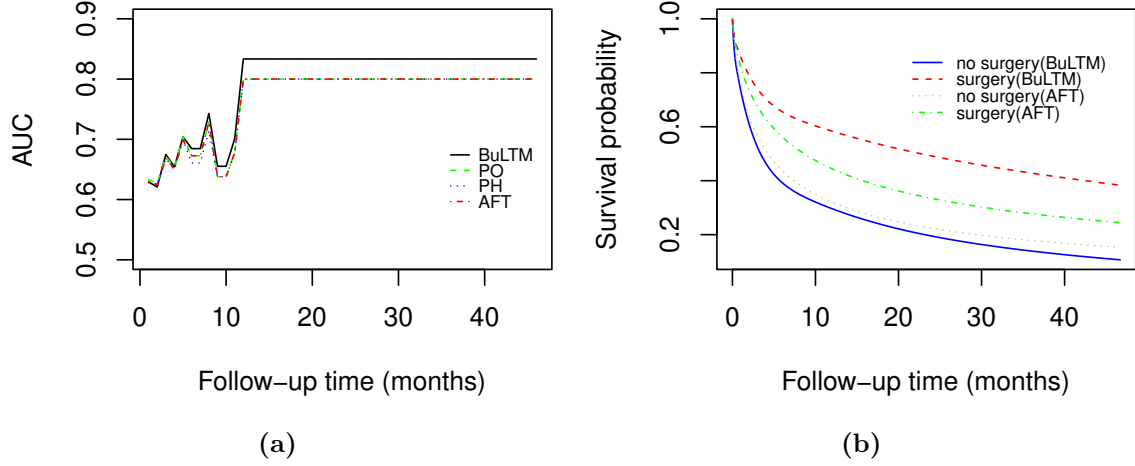 AUC
0.9
0.8
0.7
0.6
0.5
BuLTM
PO
PH
AFT
0
10
20
30
40
Follow-up time (months)
(a)
Survival probability
1.0
0.6
0.2
no surgery(BuLTM)
surgery(BuLTM)
no surgery(AFT)
surgery(AFT)
0
10
20
30
40
Follow-up time (months)
(b)